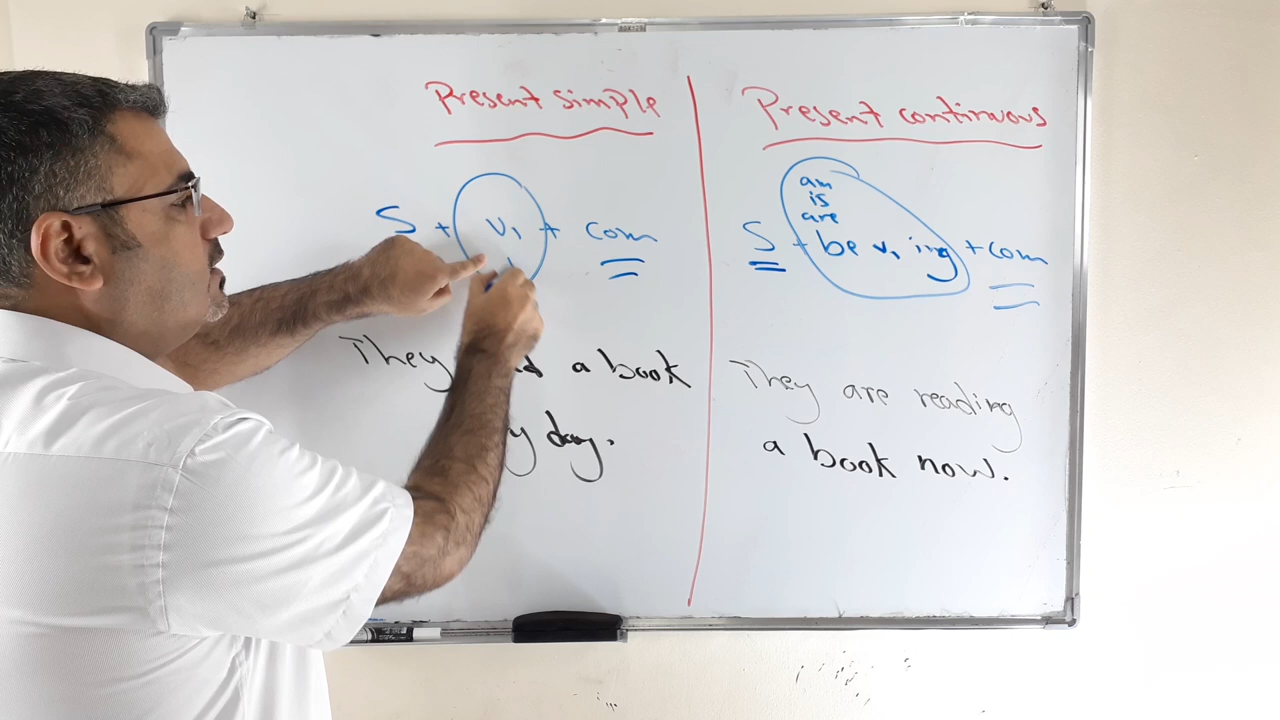 Present simple
S + V1 + com
They a book
day.
Present continuous
am
is
are
S + be v1 ing + com
They are reading
a book now.